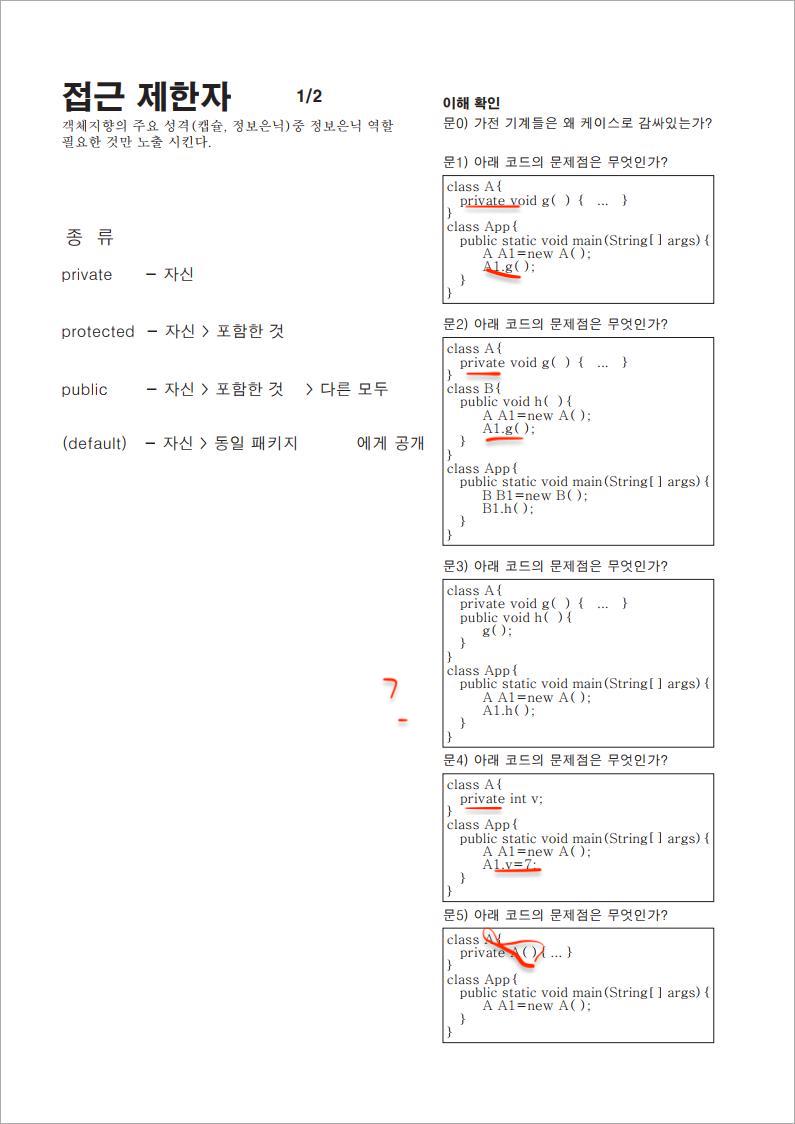 접근 제한자 1/2
객체지향의 주요 성격(캡슐, 정보은닉)중 정보은닉 역할
필요한 것만 노출 시킨다.
종 류
private - 자신
protected - 자신 > 포함한 것
public - 자신 > 포함한 것 > 다른 모두
(default) - 자신 > 동일 패키지 에게 공개
이해 확인
문0) 가전 기계들은 왜 케이스로 감싸있는가?
문1) 아래 코드의 문제점은 무엇인가?
class A{
private void g( ) { ... }
}
class App{
public static void main(String[ ] args){
A A1=new A( );
A1.g( );
}
}
문2) 아래 코드의 문제점은 무엇인가?
class A{
private void g( ) { ... }
}
class B{
public void h( ){
A A1=new A( );
A1.g( );
}
}
class App{
public static void main(String[ ] args){
B B1=new B( );
B1.h( );
}
}
문3) 아래 코드의 문제점은 무엇인가?
class A{
private void g( ) { ... }
public void h( ){
g( );
}
}
class App{
public static void main(String[ ] args){
A A1=new A( );
A1.h( );
}
}
문4) 아래 코드의 문제점은 무엇인가?
class A{
private int v;
}
class App{
public static void main(String[ ] args){
A A1=new A( );
A1.v=7;
}
}
문5) 아래 코드의 문제점은 무엇인가?
class A{
private A( ){ ... }
}
class App{
public static void main(String[ ] args){
A A1=new A( );
}
}